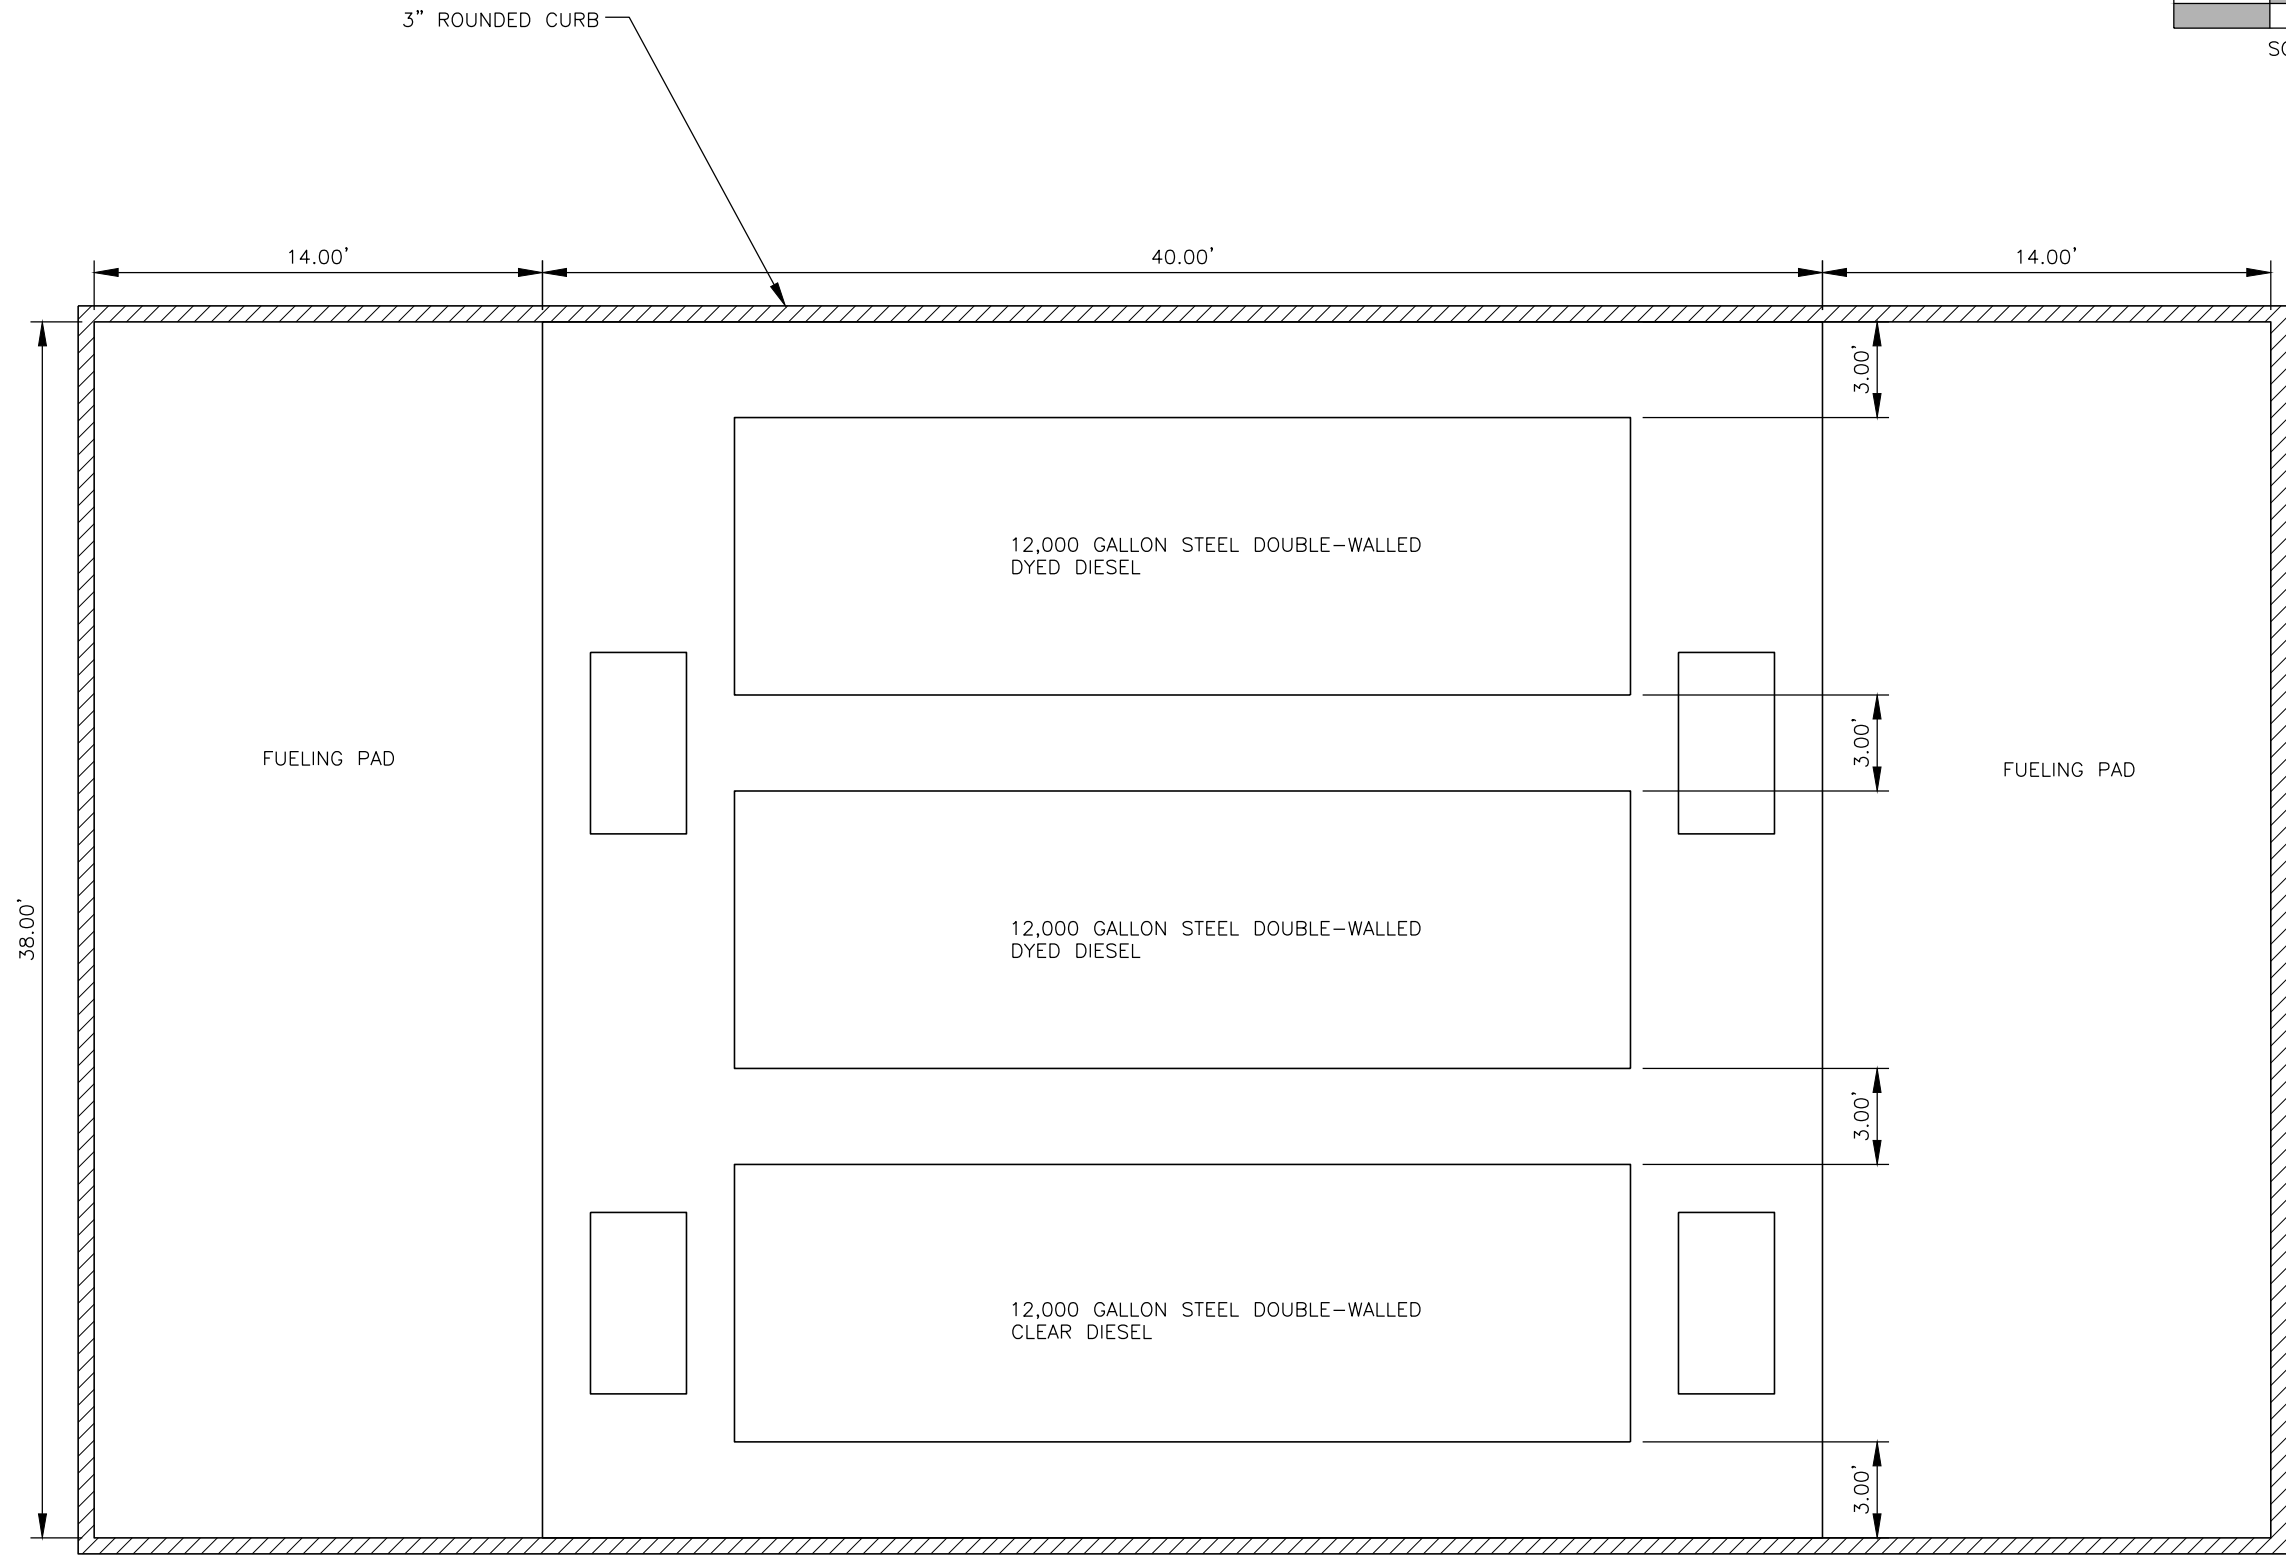 3" ROUNDED CURB
14.00'
40.00'
14.00'
3.00'
12,000 GALLON STEEL DOUBLE-WALLED
DYED DIESEL
3.00'
FUELING PAD
FUELING PAD
38.00'
12,000 GALLON STEEL DOUBLE-WALLED
DYED DIESEL
3.00'
12,000 GALLON STEEL DOUBLE-WALLED
CLEAR DIESEL
3.00'